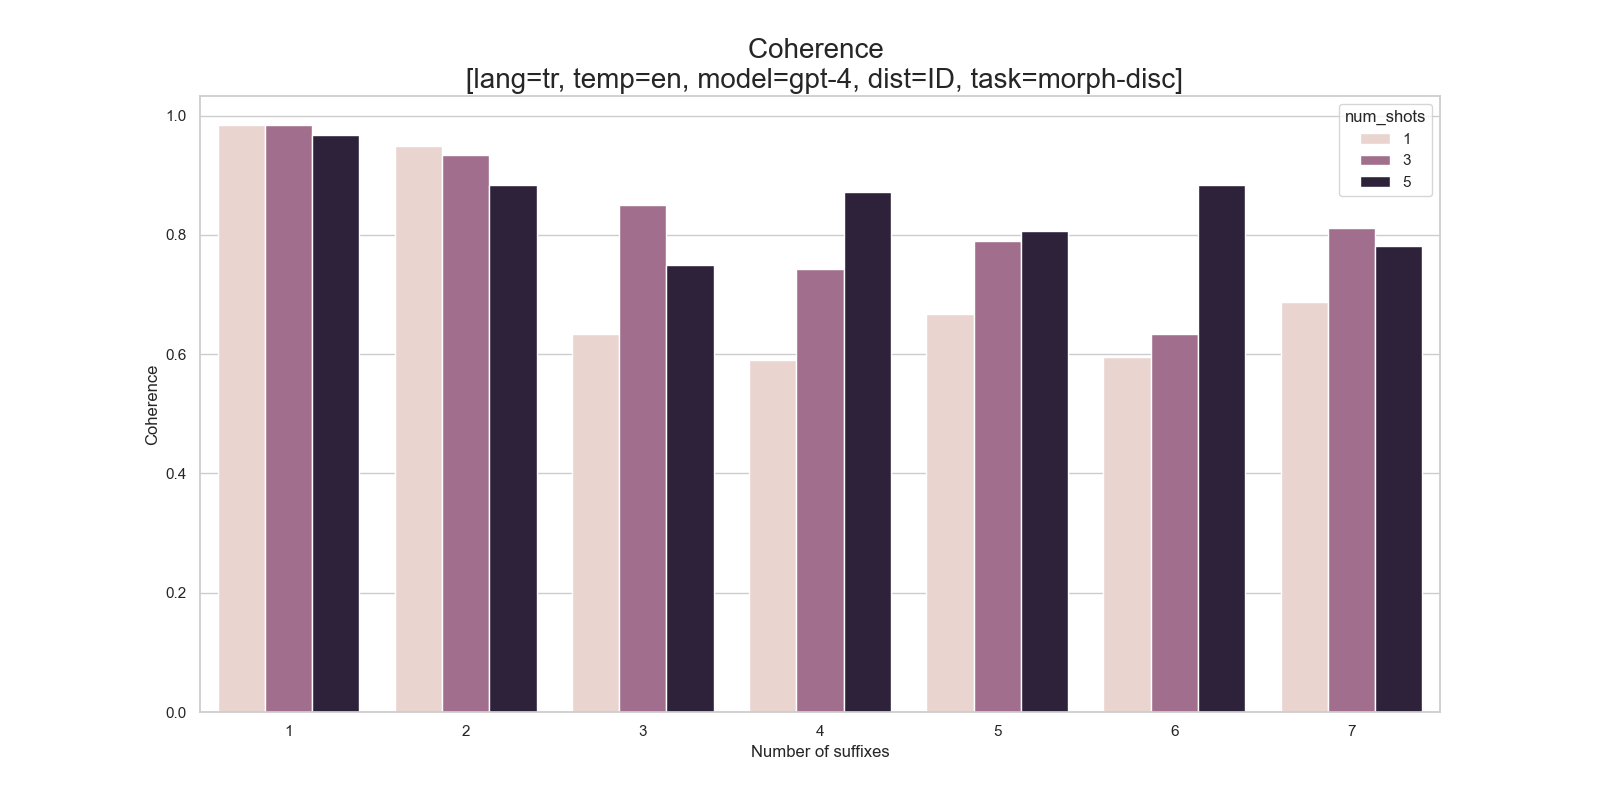 Coherence
[lang=tr, temp=en, model=gpt-4, dist=ID, task=morph-disc]
num_shots
1
3
5
Coherence
1.0
0.8
0.6
0.4
0.2
0.0
1 2 3 4 5 6 7
Number of suffixes